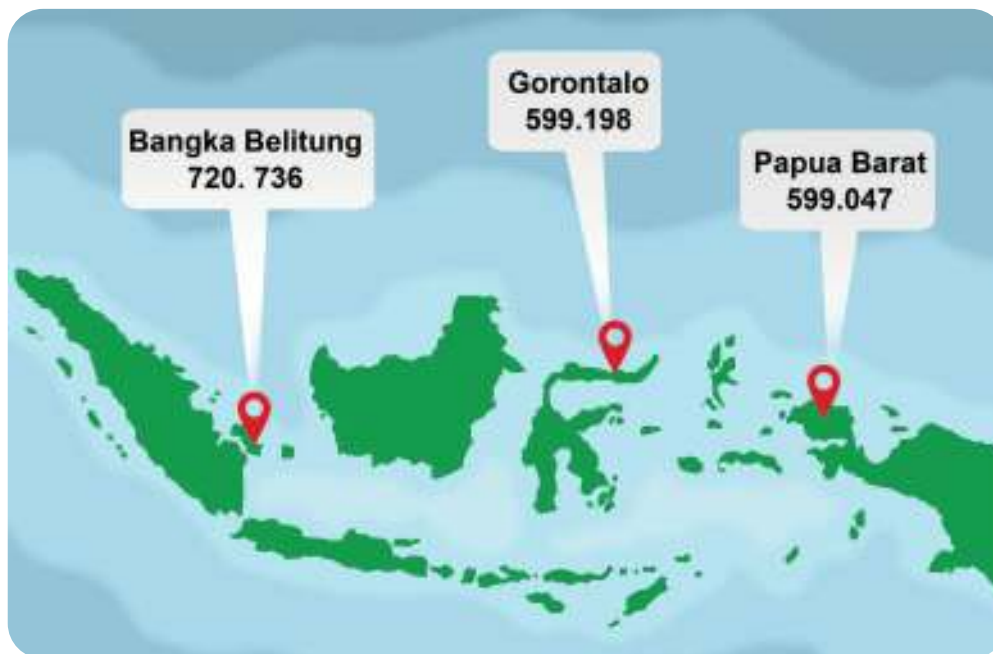 Bangka Belitung
720. 736
Gorontalo
599.198
Papua Barat
599.047